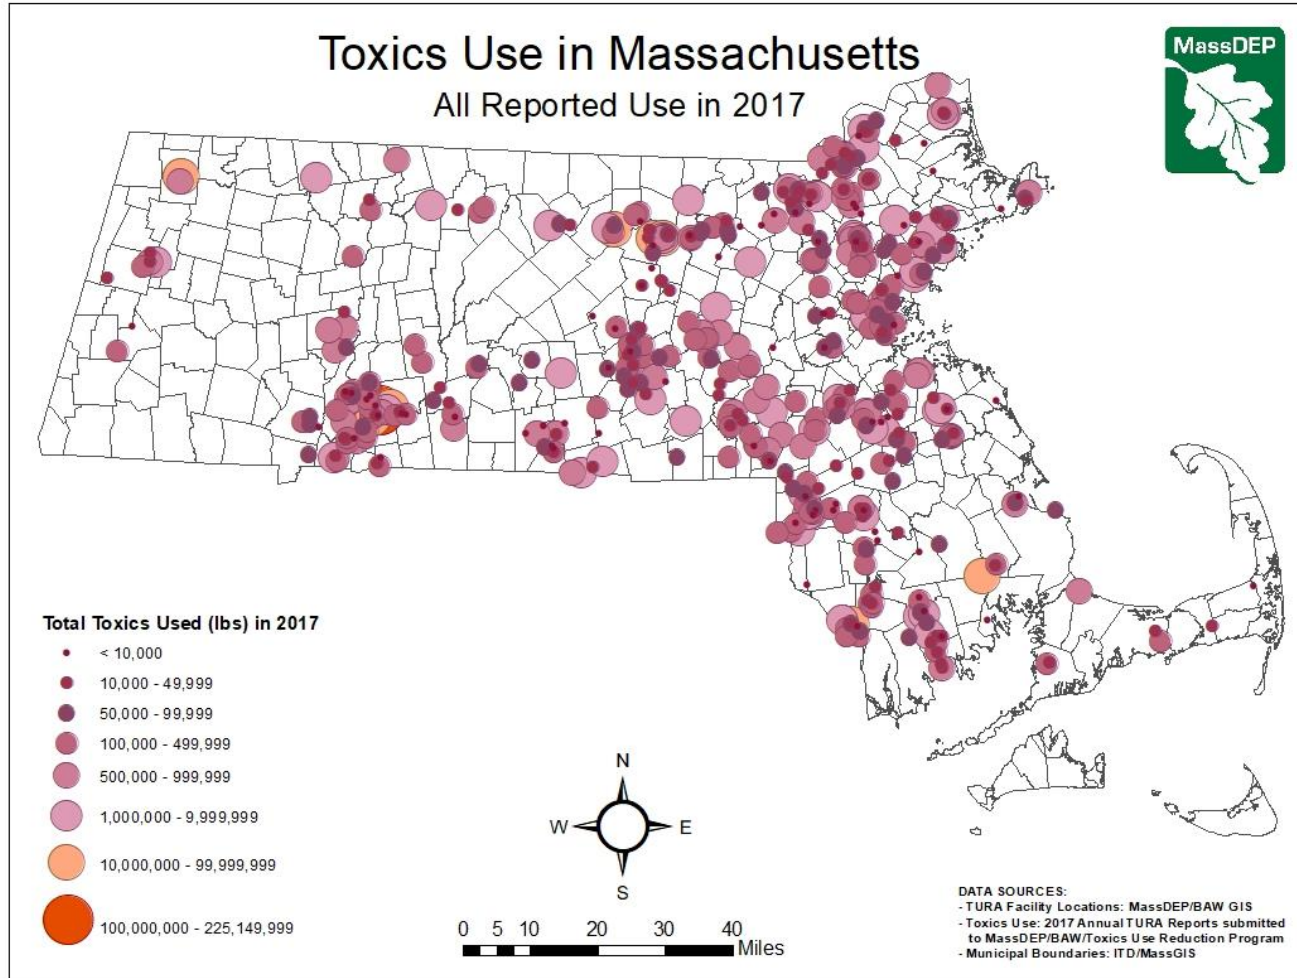 Toxics Use in Massachusetts
All Reported Use in 2017
MassDEP
Total Toxics Used (lbs) in 2017
< 10,000
10,000 - 49,999
50,000 - 99,999
100,000 - 499,999
500,000 - 999,999
1,000,000 - 9,999,999
10,000,000 - 99,999,999
100,000,000 - 225,149,999
N
W E
S
0 5 10 20 30 40
Miles
DATA SOURCES:
- TURA Facility Locations: MassDEP/BAW GIS
- Toxics Use: 2017 Annual TURA Reports submitted
to MassDEP/BAW/Toxics Use Reduction Program
- Municipal Boundaries: ITD/MassGIS